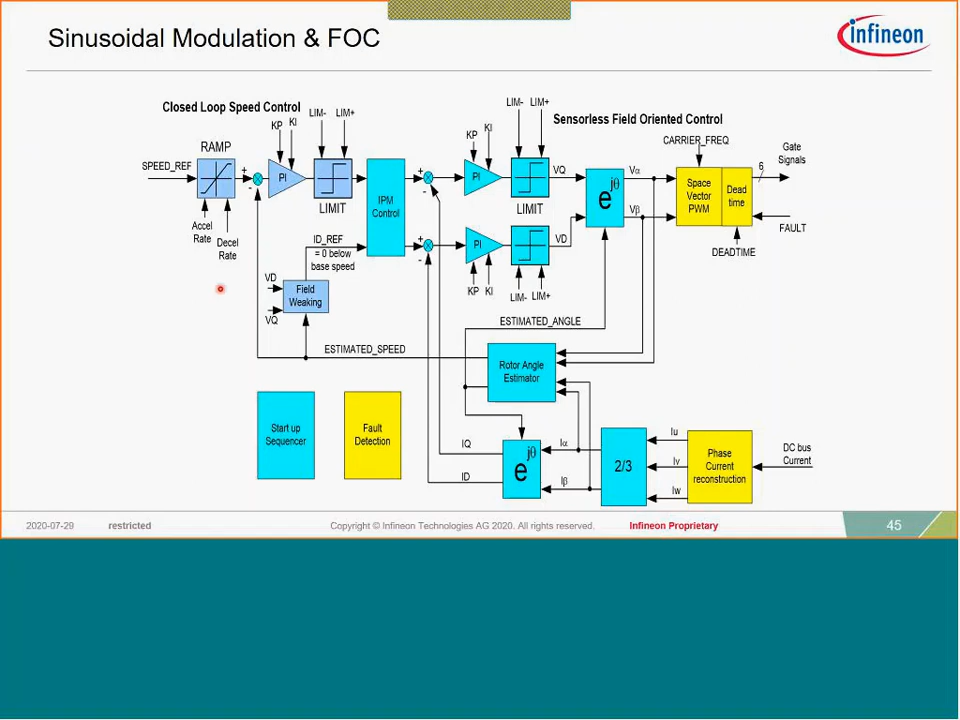 Sinusoidal Modulation & FOC
infineon
Closed Loop Speed Control
LIM- LIM+
KP KI
RAMP
SPEED_REF
+
-
PI
LIMIT
Accel
Rate
Decel
Rate
ID_REF
= 0 below
base speed
VD
VQ
Field
Weaking
IPM
Control
LIM- LIM+
Sensorless Field Oriented Control
KP KI
+
-
PI
LIMIT
VQ
+
-
PI
VD
KP KI
LIM- LIM+
e jθ
Vα
Vβ
CARRIER_FREQ
Space
Vector
PWM
Dead
time
6
Gate
Signals
FAULT
DEADTIME
ESTIMATED_ANGLE
ESTIMATED_SPEED
Rotor Angle
Estimator
Start up
Sequencer
Fault
Detection
IQ
ID
e jθ
Iα
Iβ
2/3
Iu
Iv
Iw
Phase
Current
reconstruction
DC bus
Current
2020-07-29 restricted Copyright © Infineon Technologies AG 2020. All rights reserved. Infineon Proprietary 45